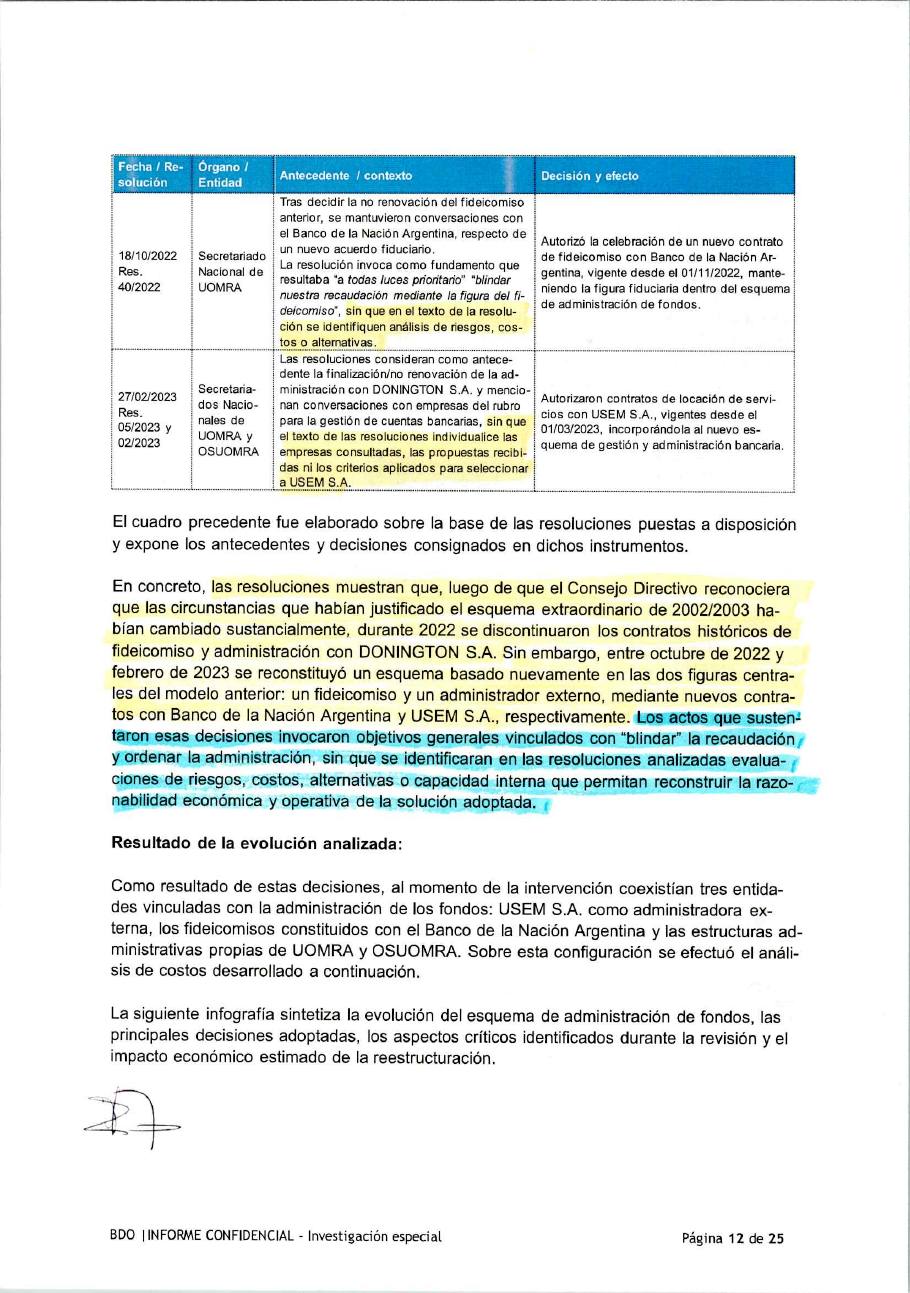 Fecha / Re-
solución
Órgano /
Entidad
Antecedente / contexto
Decisión y efecto
18/10/2022
Res.
40/2022
Secretariado
Nacional de
UOMRA
Tras decidir la no renovación del fideicomiso
anterior, se mantuvieron conversaciones con
el Banco de la Nación Argentina, respecto de
un nuevo acuerdo fiduciario.
La resolución invoca como fundamento que
resultaba "a todas luces prioritario" "blindar
nuestra recaudación mediante la figura del fi-
deicomiso", sin que en el texto de la resolu-
ción se identifiquen análisis de riesgos, cos-
tos o alternativas.
Autorizó la celebración de un nuevo contrato
de fideicomiso con Banco de la Nación Ar-
gentina, vigente desde el 01/11/2022, mante-
niendo la figura fiduciaria dentro del esquema
de administración de fondos.
27/02/2023
Res.
05/2023 y
02/2023
Secretaria-
dos Nacio-
nales de
UOMRA y
OSUOMRA
Las resoluciones consideran como antece-
dente la finalización/no renovación de la ad-
ministración con DONINGTON S.A. y mencio-
nan conversaciones con empresas del rubro
para la gestión de cuentas bancarias, sin que
el texto de las resoluciones individualice las
empresas consultadas, las propuestas recibi-
das ni los criterios aplicados para seleccionar
a USEM S.A.
Autorizaron contratos de locación de servi-
cios con USEM S.A., vigentes desde el
01/03/2023, incorporándola al nuevo es-
quema de gestión y administración bancaria.
El cuadro precedente fue elaborado sobre la base de las resoluciones puestas a disposición
y expone los antecedentes y decisiones consignados en dichos instrumentos.
En concreto, las resoluciones muestran que, luego de que el Consejo Directivo reconociera
que las circunstancias que habían justificado el esquema extraordinario de 2002/2003 ha-
bían cambiado sustancialmente, durante 2022 se discontinuaron los contratos históricos de
fideicomiso y administración con DONINGTON S.A. Sin embargo, entre octubre de 2022 y
febrero de 2023 se reconstituyó un esquema basado nuevamente en las dos figuras centra-
les del modelo anterior: un fideicomiso y un administrador externo, mediante nuevos contra-
tos con Banco de la Nación Argentina y USEM S.A., respectivamente. Los actos que susten-
taron esas decisiones invocaron objetivos generales vinculados con "blindar" la recaudación
y ordenar la administración, sin que se identificaran en las resoluciones analizadas evalua-
ciones de riesgos, costos, alternativas o capacidad interna que permitan reconstruir la razo-
nabilidad económica y operativa de la solución adoptada.
Resultado de la evolución analizada:
Como resultado de estas decisiones, al momento de la intervención coexistían tres entida-
des vinculadas con la administración de los fondos: USEM S.A. como administradora ex-
terna, los fideicomisos constituidos con el Banco de la Nación Argentina y las estructuras ad-
ministrativas propias de UOMRA y OSUOMRA. Sobre esta configuración se efectuó el análi-
sis de costos desarrollado a continuación.
La siguiente infografía sintetiza la evolución del esquema de administración de fondos, las
principales decisiones adoptadas, los aspectos críticos identificados durante la revisión y el
impacto económico estimado de la reestructuración.
BDO | INFORME CONFIDENCIAL - Investigación especial
Página 12 de 25